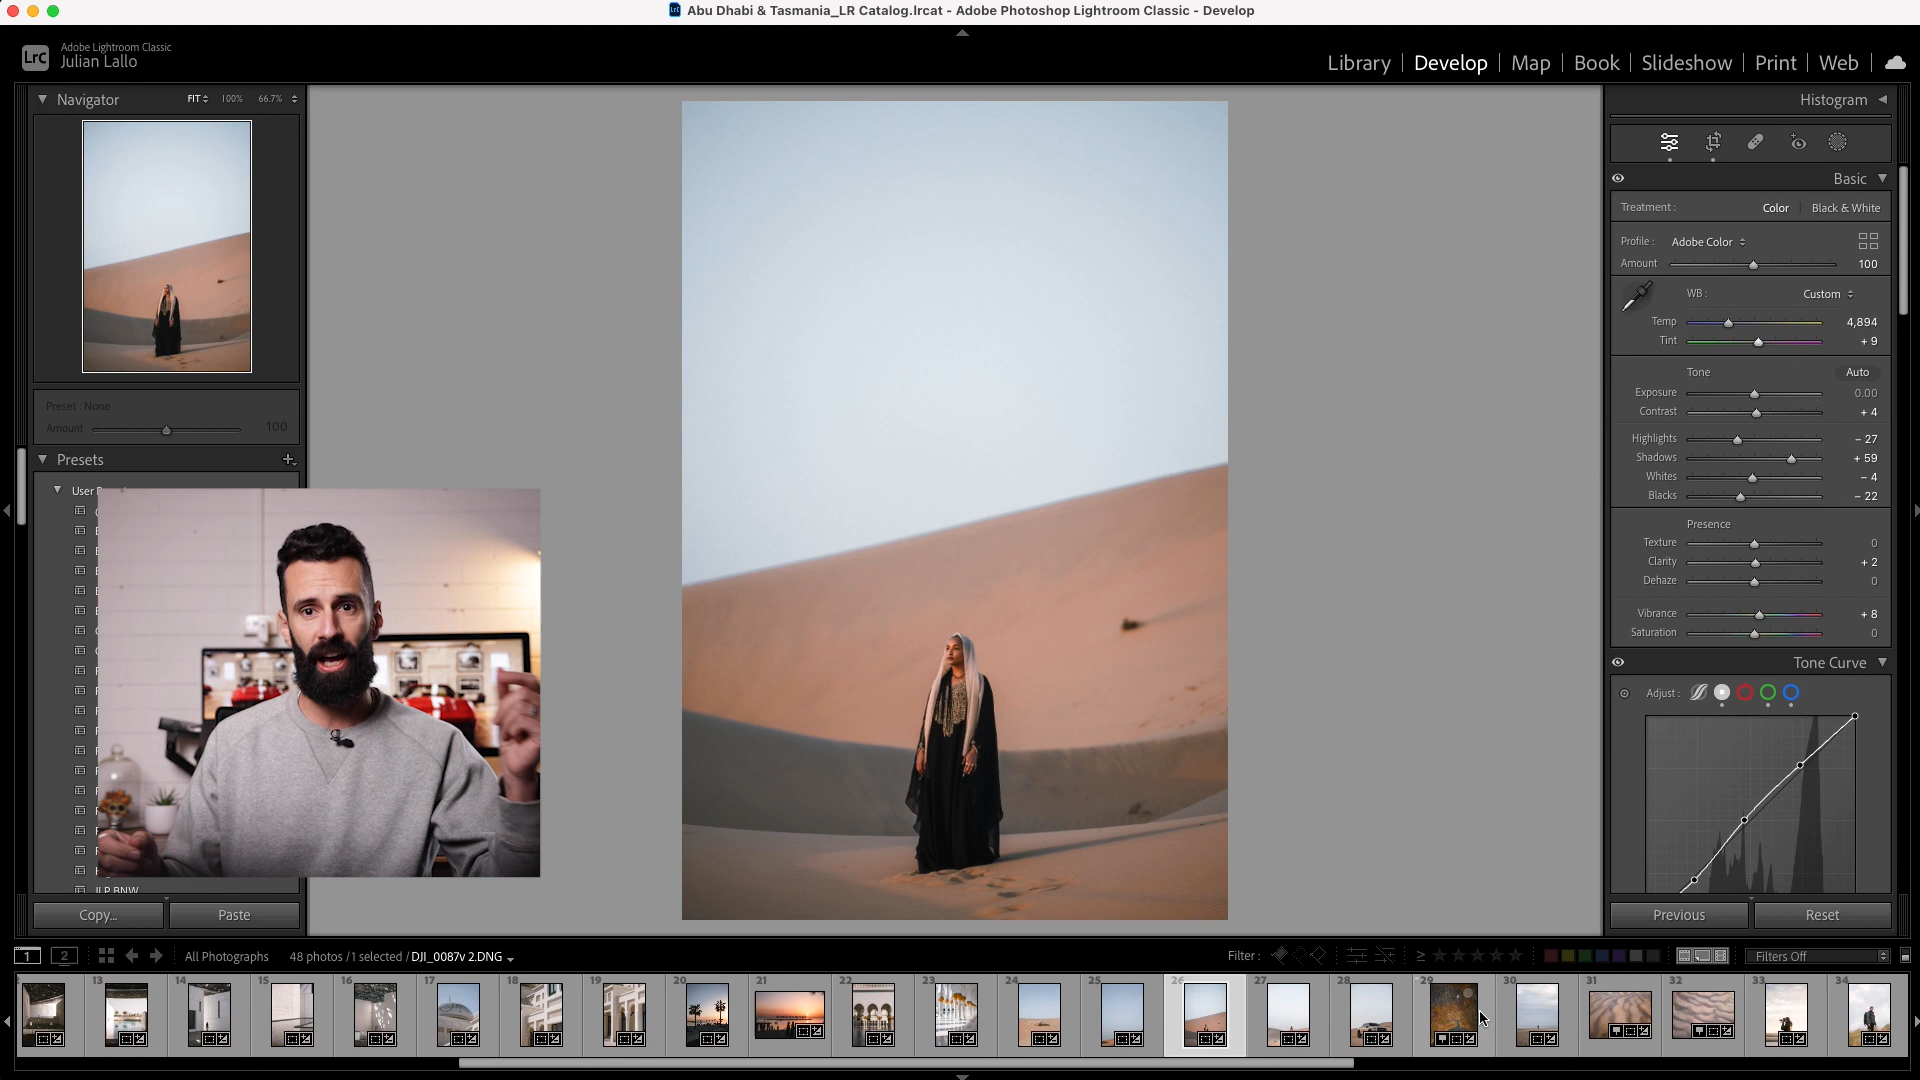 Abu Dhabi & Tasmania_LR Catalog.lrcat - Adobe Photoshop Lightroom Classic - Develop
LrC
Adobe Lightroom Classic
Julian Lallo
Library | Develop | Map | Book | Slideshow | Print | Web
Navigator FIT 100% 66.7%
Histogram
Basic
Treatment : Color Black & White
Profile : Adobe Color
Amount 100
WB : Custom
Temp 4,894
Tint + 9
Tone Auto
Exposure 0.00
Contrast + 4
Highlights – 27
Shadows + 59
Whites – 4
Blacks – 22
Presence
Texture 0
Clarity + 2
Dehaze 0
Vibrance + 8
Saturation 0
Tone Curve
Adjust :
Preset : None
Amount 100
Presets
User
JLP BNW
Copy... Paste
Previous Reset
1 2 All Photographs 48 photos / 1 selected / DJI_0087v 2.DNG
Filter : ≥ Filters Off
13 14 15 16 17 18 19 20 21 22 23 24 25 26 27 28 29 30 31 32 33 34